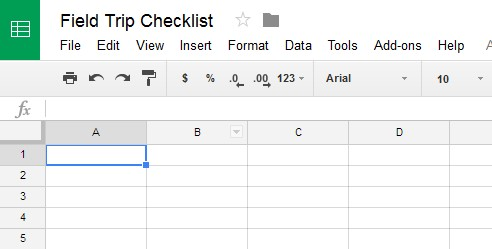 Field Trip Checklist
File Edit View Insert Format Data Tools Add-ons Help
$ % .0 .00 123 Arial 10
fx
A B C D
1
2
3
4
5